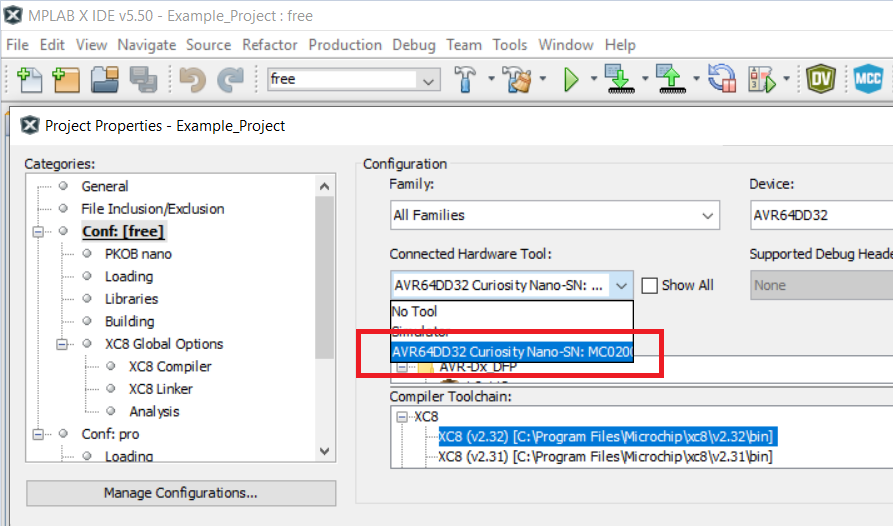 MPLAB X IDE v5.50 - Example_Project : free
File Edit View Navigate Source Refactor Production Debug Team Tools Window Help
free
DV
MCC
Project Properties - Example_Project
Categories:
General
File Inclusion/Exclusion
Conf: [free]
PKOB nano
Loading
Libraries
Building
XC8 Global Options
XC8 Compiler
XC8 Linker
Analysis
Conf: pro
Loading
Manage Configurations...
Configuration
Family:
All Families
Device:
AVR64DD32
Connected Hardware Tool:
AVR64DD32 Curiosity Nano-SN: ...
Show All
Supported Debug Heade
None
No Tool
Simulator
AVR64DD32 Curiosity Nano-SN: MC0200
AVR-Dx_DFP
Compiler Toolchain:
XC8
XC8 (v2.32) [C:\Program Files\Microchip\xc8\v2.32\bin]
XC8 (v2.31) [C:\Program Files\Microchip\xc8\v2.31\bin]